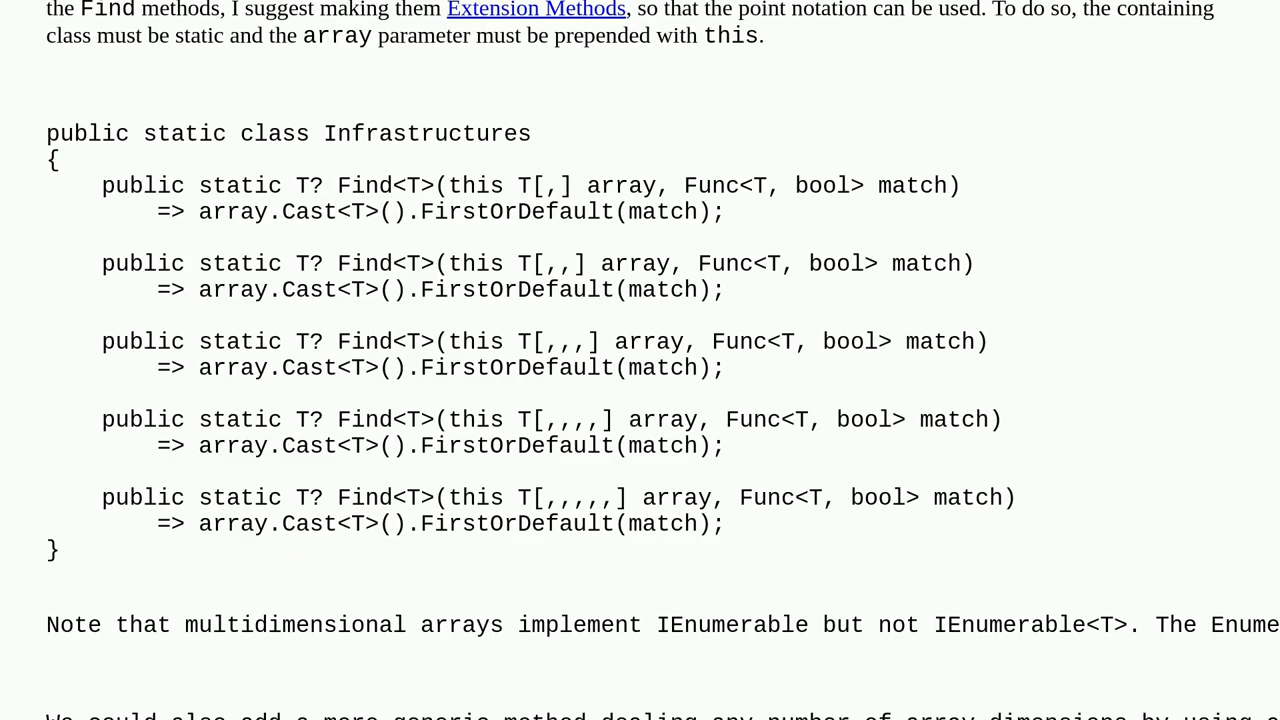 the Find methods, I suggest making them Extension Methods, so that the point notation can be used. To do so, the containing
class must be static and the array parameter must be prepended with this.
public static class Infrastructures
{
    public static T? Find<T>(this T[,] array, Func<T, bool> match)
        => array.Cast<T>().FirstOrDefault(match);
    public static T? Find<T>(this T[,,] array, Func<T, bool> match)
        => array.Cast<T>().FirstOrDefault(match);
    public static T? Find<T>(this T[,,,] array, Func<T, bool> match)
        => array.Cast<T>().FirstOrDefault(match);
    public static T? Find<T>(this T[,,,,] array, Func<T, bool> match)
        => array.Cast<T>().FirstOrDefault(match);
    public static T? Find<T>(this T[,,,,,] array, Func<T, bool> match)
        => array.Cast<T>().FirstOrDefault(match);
}
Note that multidimensional arrays implement IEnumerable but not IEnumerable<T>. The Enume